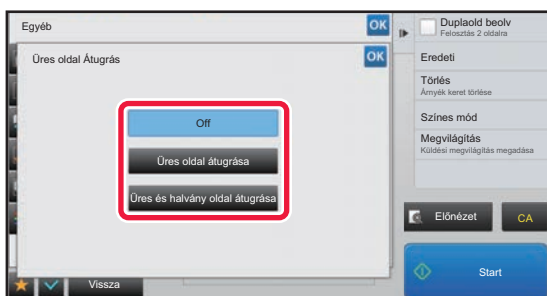 Egyéb
OK
Üres oldal Átugrás
OK
Off
Üres oldal átugrása
Üres és halvány oldal átugrása
Vissza
Duplaold beolv
Felosztás 2 oldalra
Eredeti
Törlés
Árnyék keret törlése
Színes mód
Megvilágítás
Küldési megvilágítás megadása
Előnézet
CA
Start